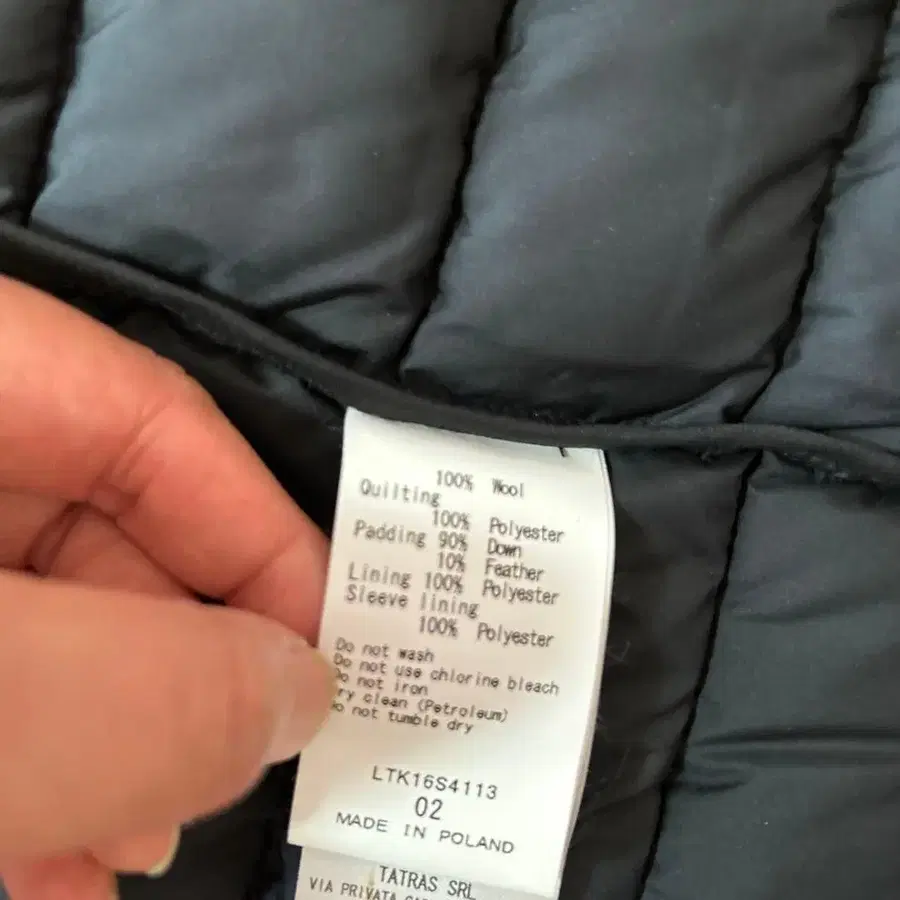 100% Wool
Quilting
100% Polyester
Padding 90% Down
10% Feather
Lining 100% Polyester
Sleeve lining
100% Polyester
Do not wash
Do not use chlorine bleach
Do not iron
ry clean (Petroleum)
Do not tumble dry
LTK16S4113
02
MADE IN POLAND
TATRAS SRL
VIA PRIVATA